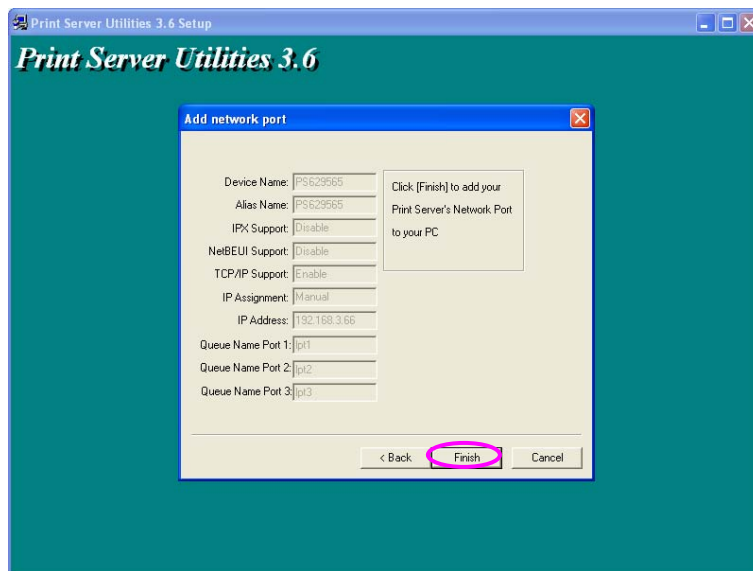 Print Server Utilities 3.6 Setup
Print Server Utilities 3.6
Add network port
Device Name: PS629565
Alias Name: PS629565
IPX Support: Disable
NetBEUI Support: Disable
TCP/IP Support: Enable
IP Assignment: Manual
IP Address: 192.168.3.66
Queue Name Port 1: lpt1
Queue Name Port 2: lpt2
Queue Name Port 3: lpt3
Click [Finish] to add your
Print Server's Network Port
to your PC
< Back Finish Cancel